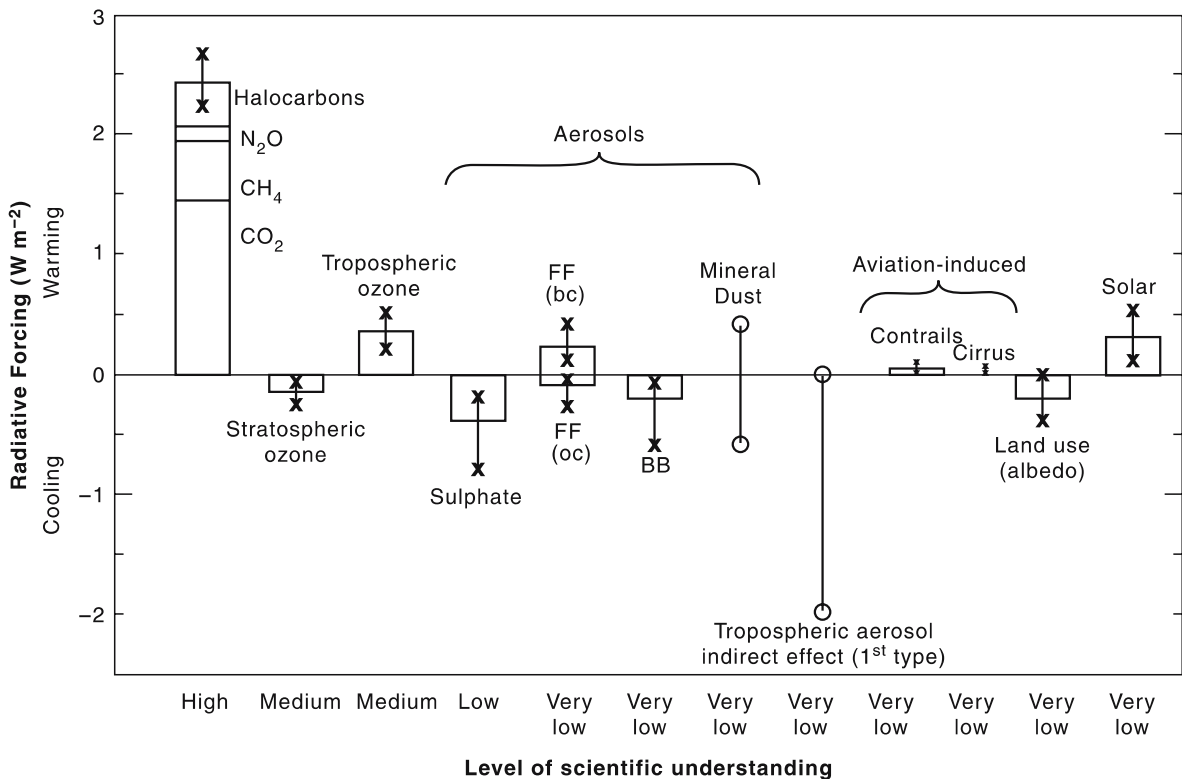 3
2
1
0
−1
−2
Radiative Forcing (W m−2)
Warming
Cooling
Halocarbons
N2O
CH4
CO2
Aerosols
Tropospheric
ozone
Stratospheric
ozone
Sulphate
FF
(bc)
FF
(oc)
BB
Mineral
Dust
Tropospheric aerosol
indirect effect (1st type)
Aviation-induced
Contrails
Cirrus
Land use
(albedo)
Solar
High
Medium
Medium
Low
Very
low
Very
low
Very
low
Very
low
Very
low
Very
low
Very
low
Very
low
Level of scientific understanding